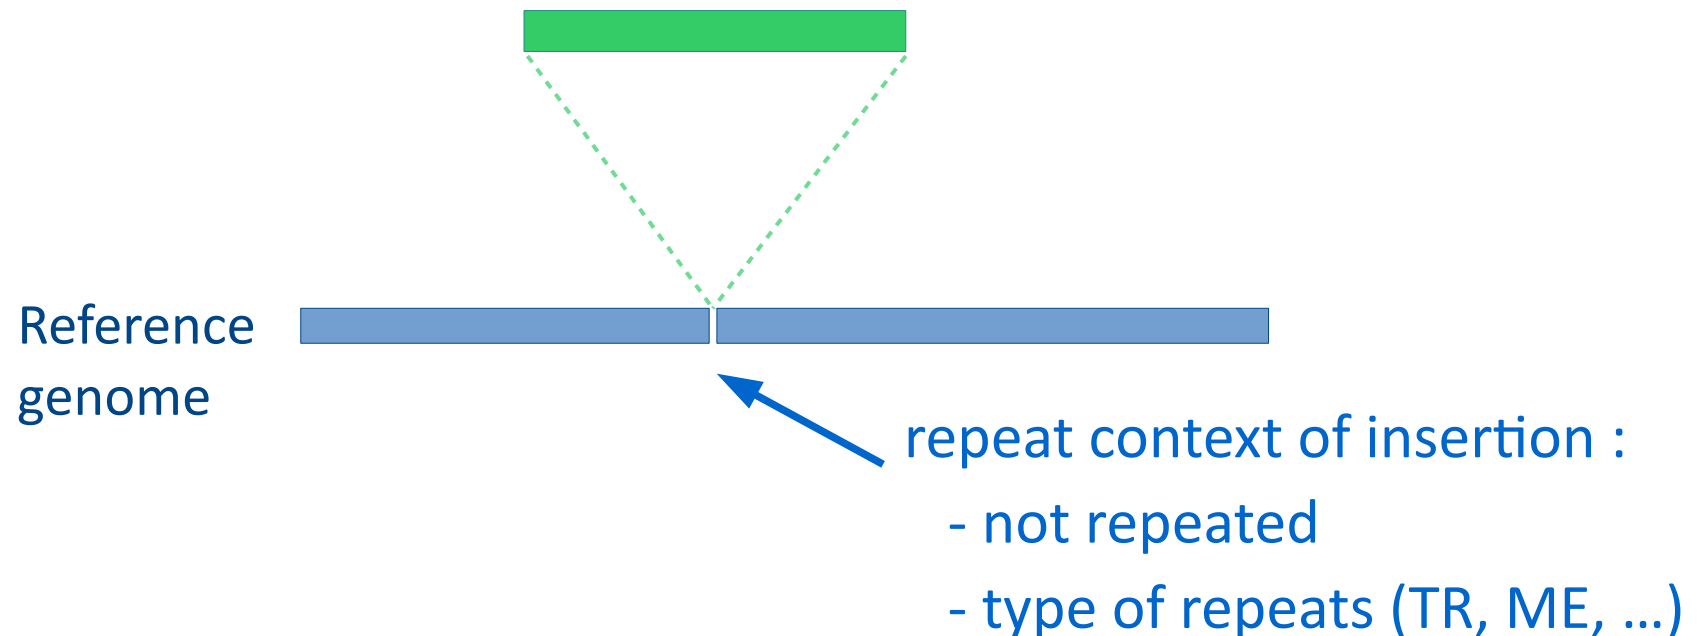 Reference
genome
repeat context of insertion :
- not repeated
- type of repeats (TR, ME, ...)